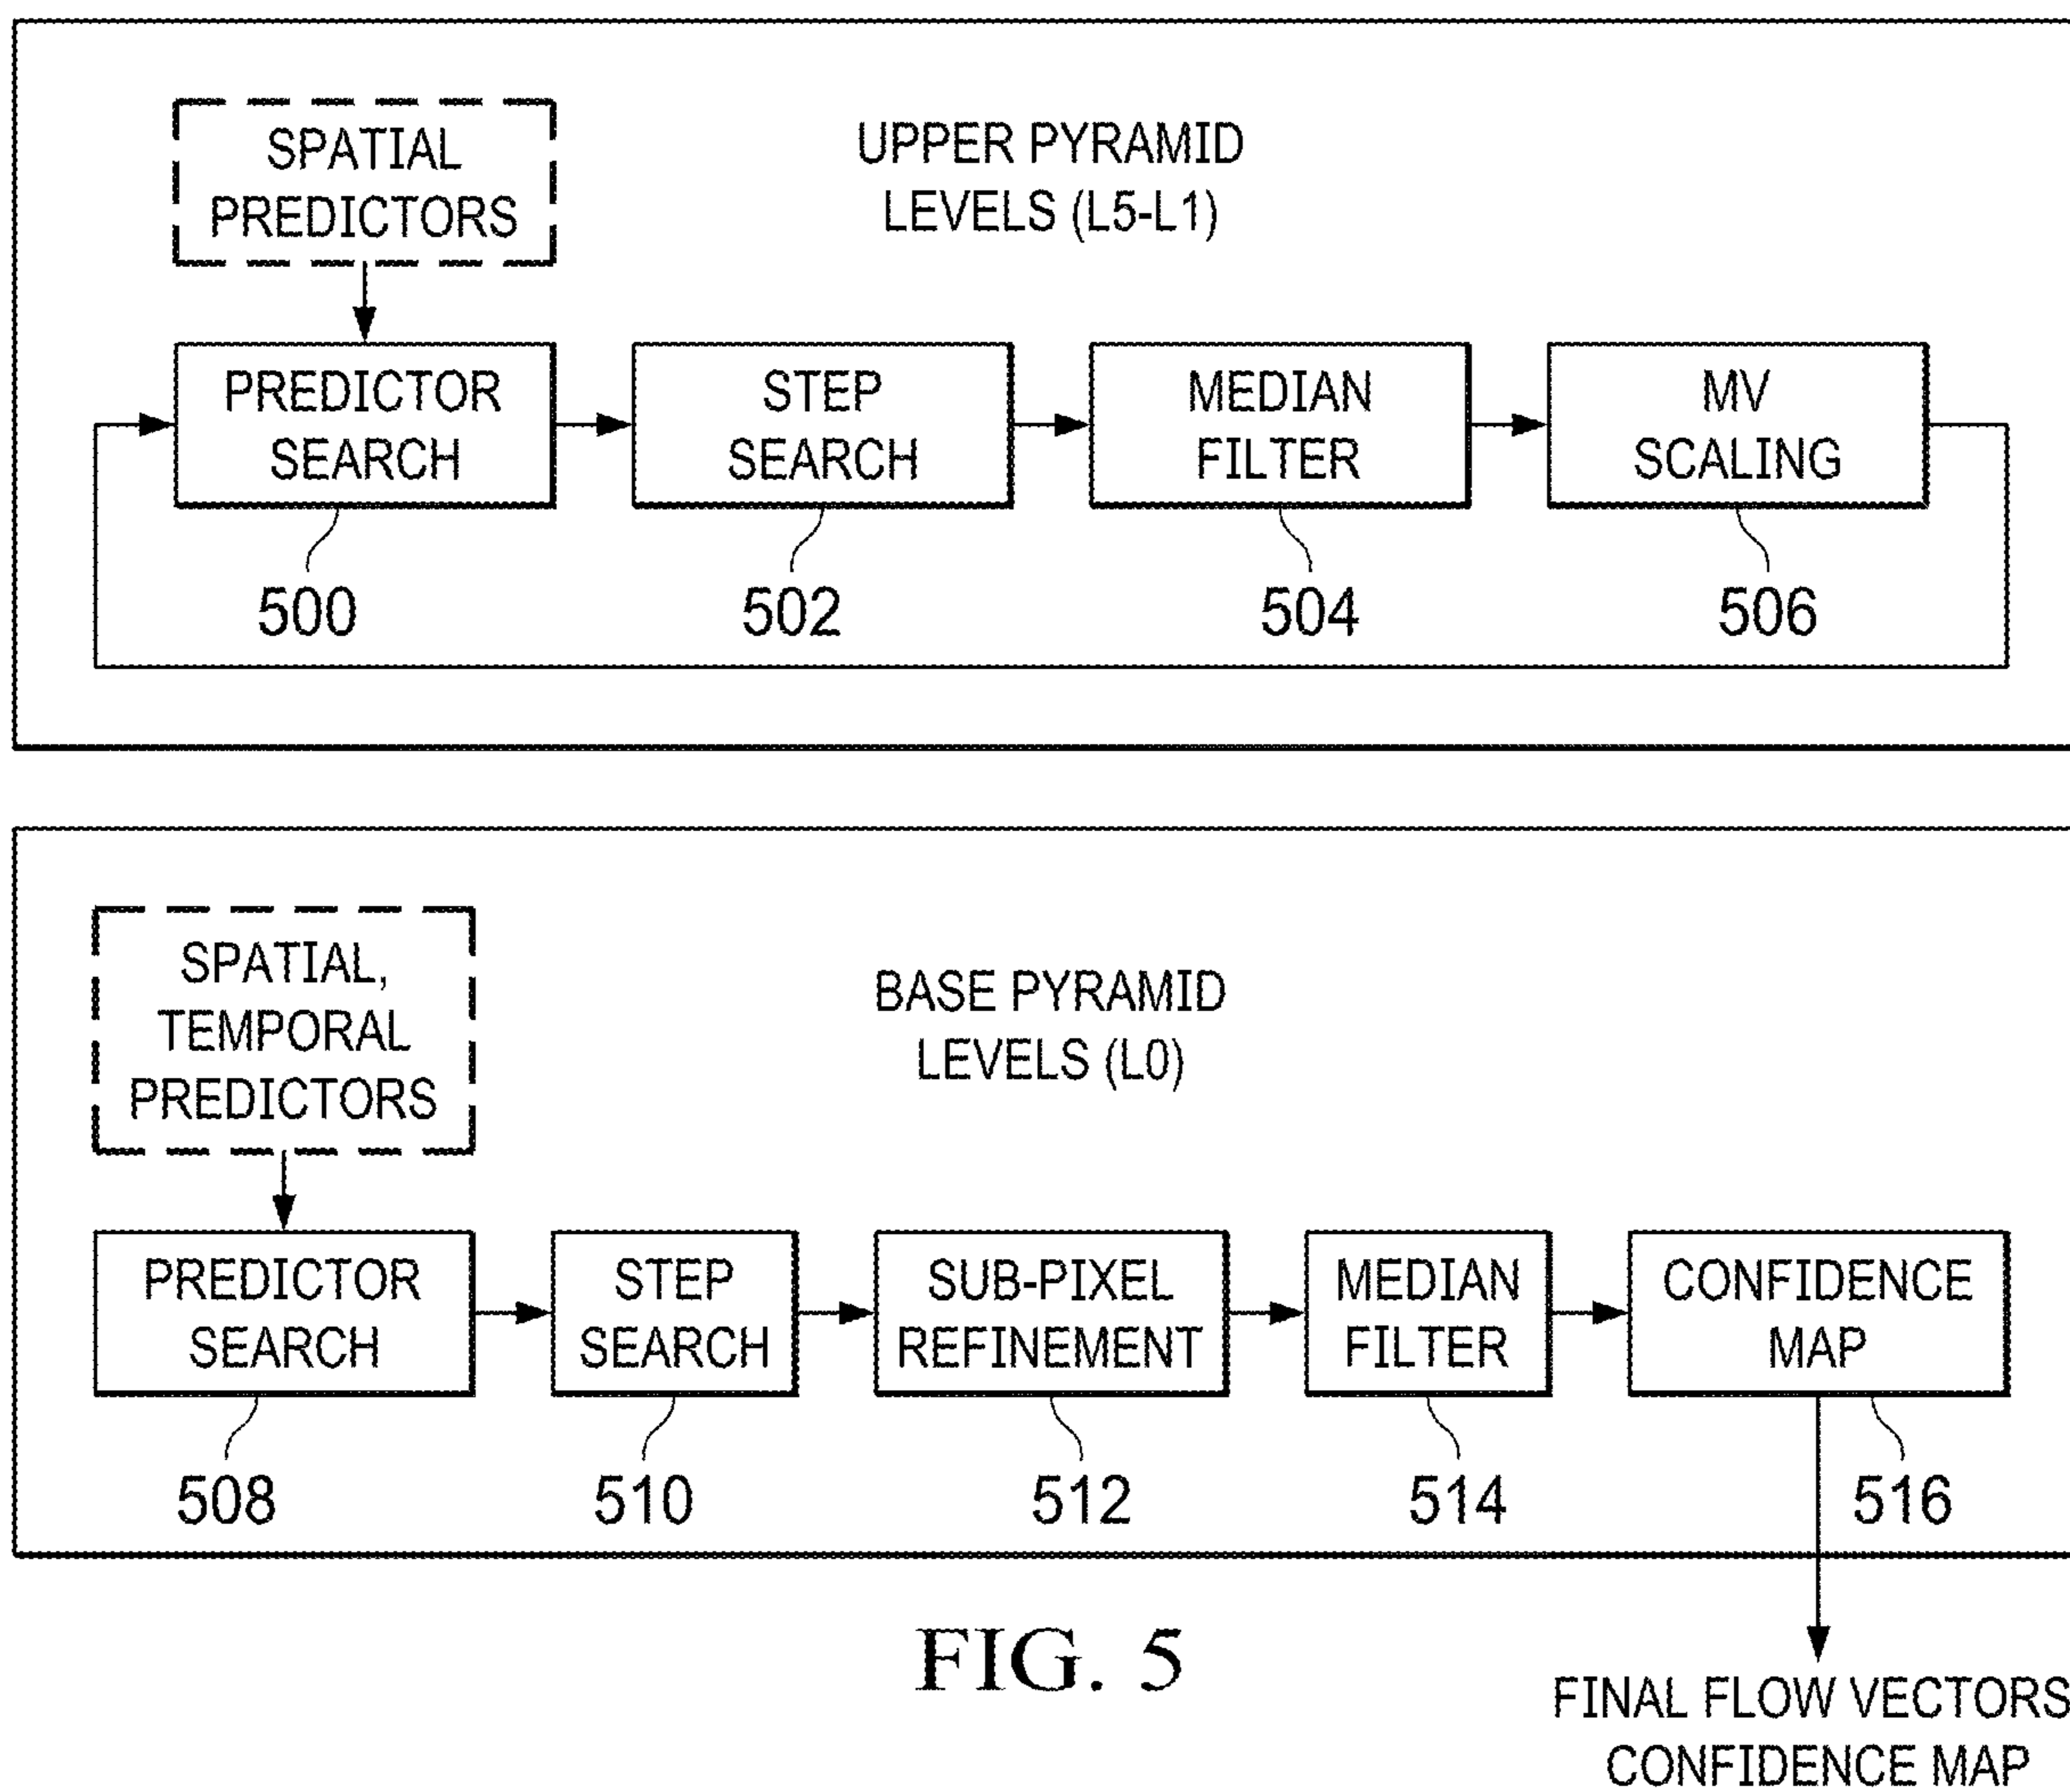 SPATIAL
PREDICTORS
UPPER PYRAMID
LEVELS (L5-L1)
PREDICTOR
SEARCH
STEP
SEARCH
MEDIAN
FILTER
MV
SCALING
500
502
504
506
SPATIAL,
TEMPORAL
PREDICTORS
BASE PYRAMID
LEVELS (L0)
PREDICTOR
SEARCH
STEP
SEARCH
SUB-PIXEL
REFINEMENT
MEDIAN
FILTER
CONFIDENCE
MAP
508
510
512
514
516
FIG. 5
FINAL FLOW VECTORS
CONFIDENCE MAP